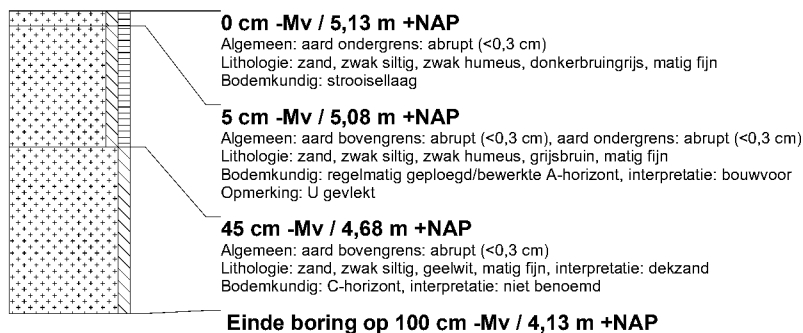 0 cm -Mv / 5,13 m +NAP
Algemeen: aard ondergrens: abrupt (<0,3 cm)
Lithologie: zand, zwak siltig, zwak humeus, donkerbruingrijs, matig fijn
Bodemkundig: strooisellaag
5 cm -Mv / 5,08 m +NAP
Algemeen: aard bovengrens: abrupt (<0,3 cm), aard ondergrens: abrupt (<0,3 cm)
Lithologie: zand, zwak siltig, zwak humeus, grijsbruin, matig fijn
Bodemkundig: regelmatig geploegd/bewerkte A-horizont, interpretatie: bouwvoor
Opmerking: U gevlekt
45 cm -Mv / 4,68 m +NAP
Algemeen: aard bovengrens: abrupt (<0,3 cm)
Lithologie: zand, zwak siltig, geelwit, matig fijn, interpretatie: dekzand
Bodemkundig: C-horizont, interpretatie: niet benoemd
Einde boring op 100 cm -Mv / 4,13 m +NAP